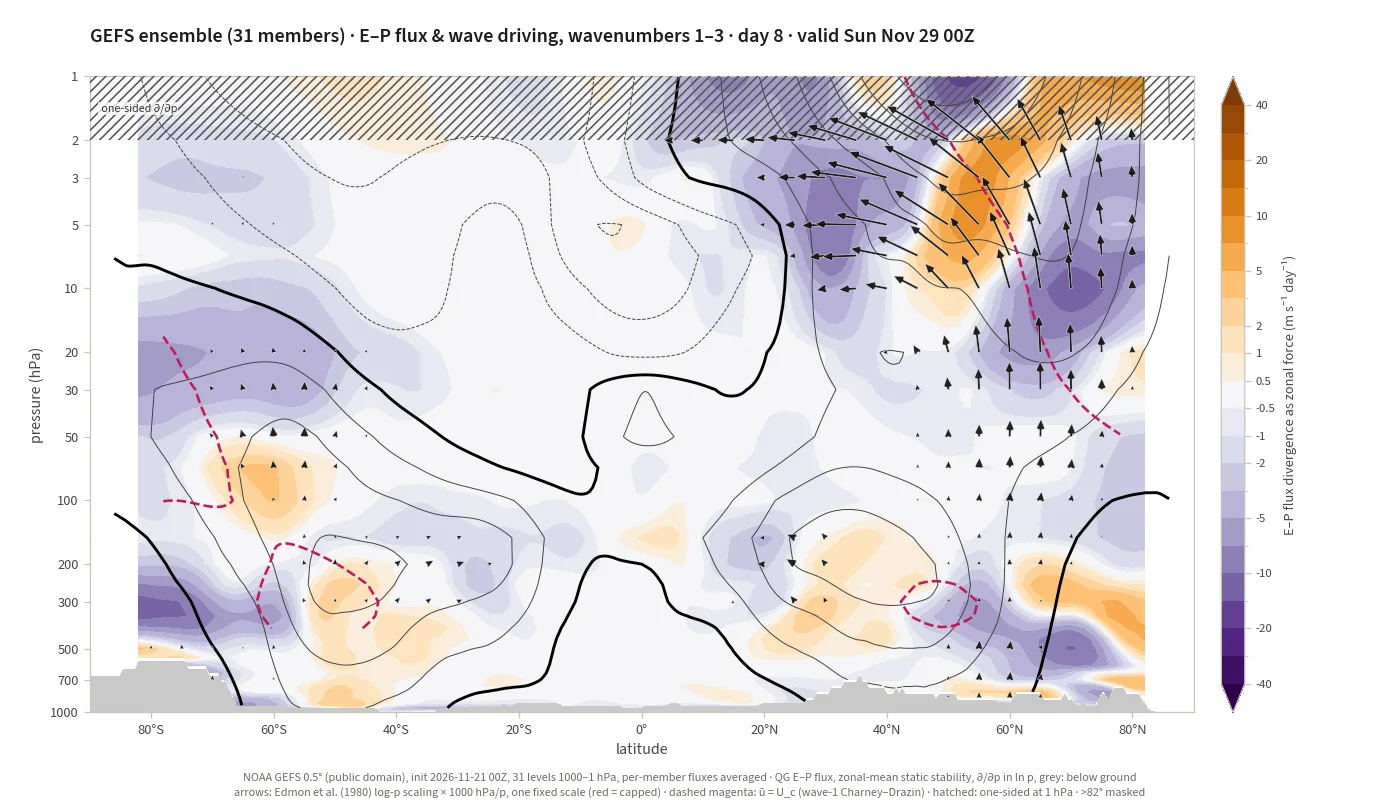 GEFS ensemble (31 members) · E–P flux & wave driving, wavenumbers 1–3 · day 8 · valid Sun Nov 29 00Z
one-sided ∂/∂p
1
2
3
5
10
20
30
50
100
200
300
500
700
1000
pressure (hPa)
80°S
60°S
40°S
20°S
0°
20°N
40°N
60°N
80°N
latitude
40
20
10
5
2
1
0.5
-0.5
-1
-2
-5
-10
-20
-40
E–P flux divergence as zonal force (m s⁻¹ day⁻¹)
NOAA GEFS 0.5° (public domain), init 2026-11-21 00Z, 31 levels 1000–1 hPa, per-member fluxes averaged · QG E–P flux, zonal-mean static stability, ∂/∂p in ln p, grey: below ground
arrows: Edmon et al. (1980) log-p scaling × 1000 hPa/p, one fixed scale (red = capped) · dashed magenta: ū = U_c (wave-1 Charney–Drazin) · hatched: one-sided at 1 hPa · >82° masked